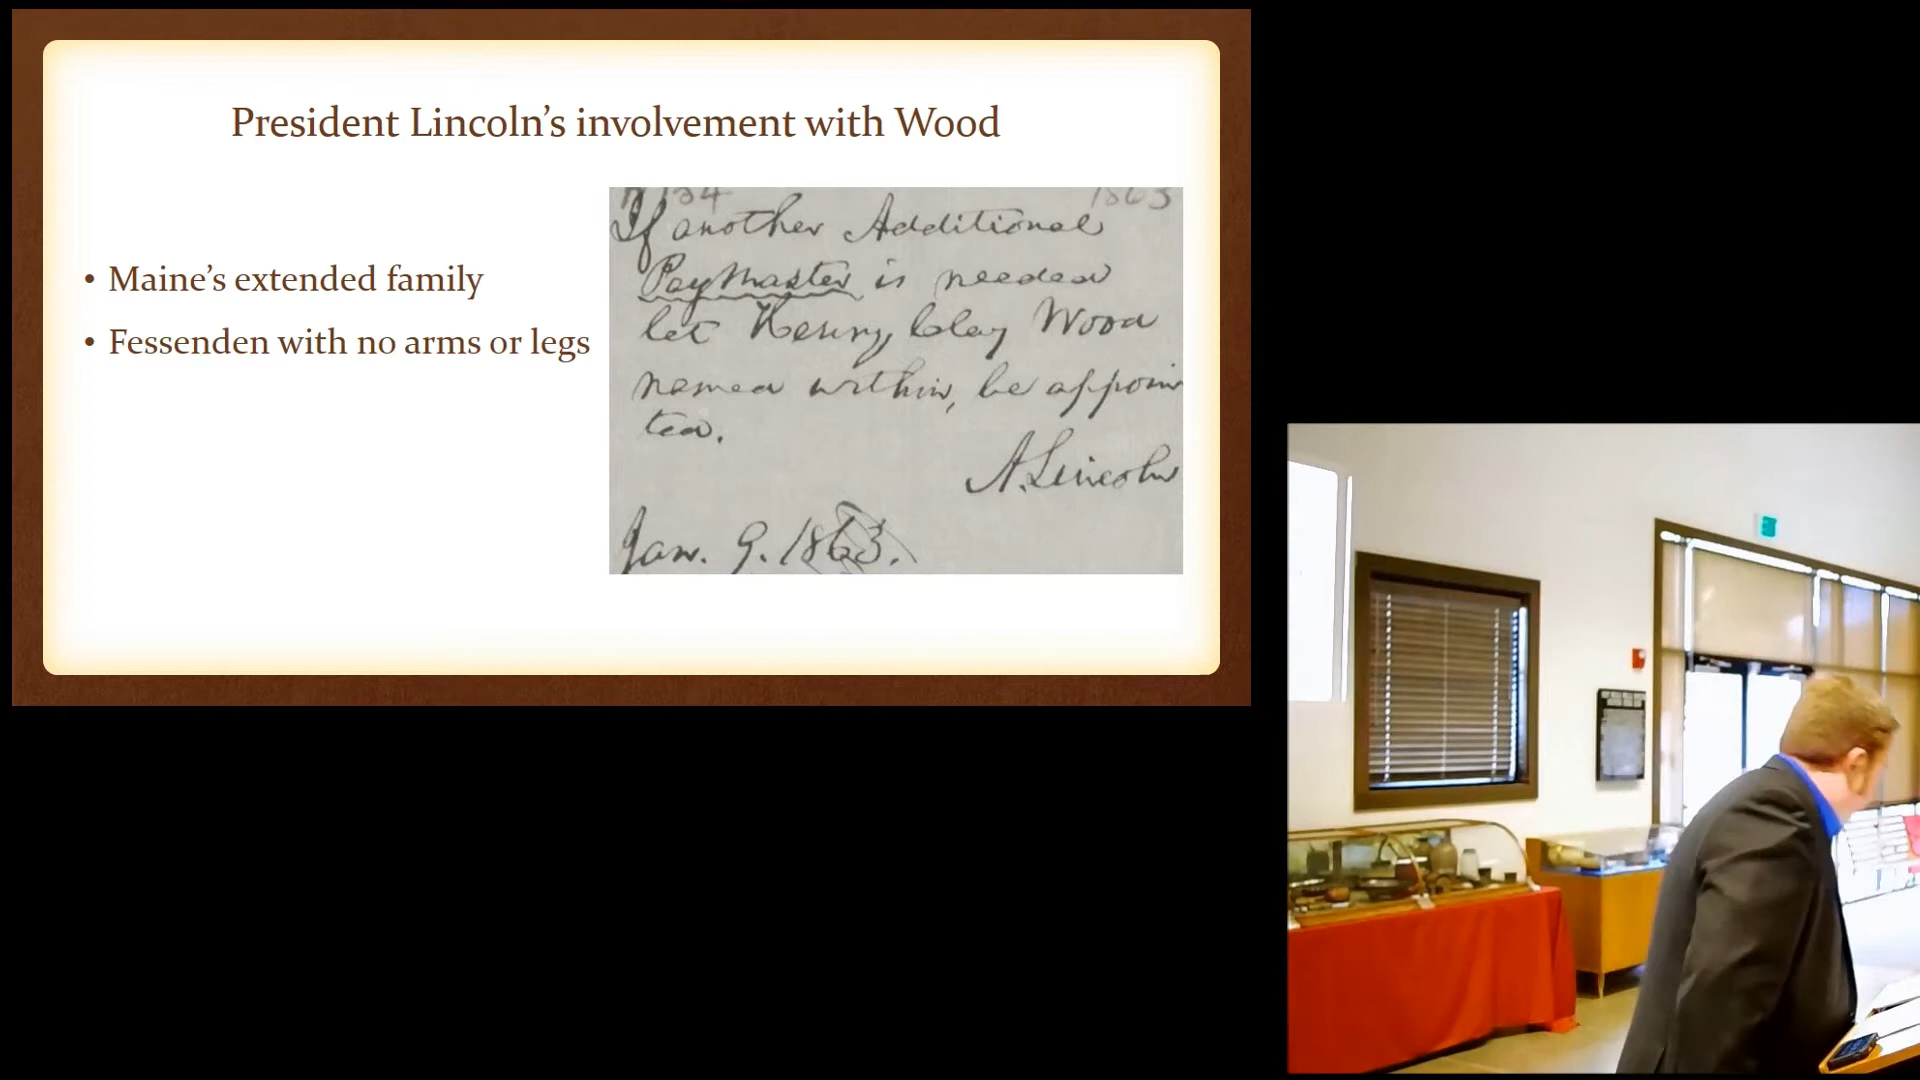 President Lincoln’s involvement with Wood
• Maine’s extended family
• Fessenden with no arms or legs
1863
If another Additional
PayMaster is needed
let Henry Clay Wood
named within, be appoin
ted.
A. Lincoln
Jan. 9. 1863.